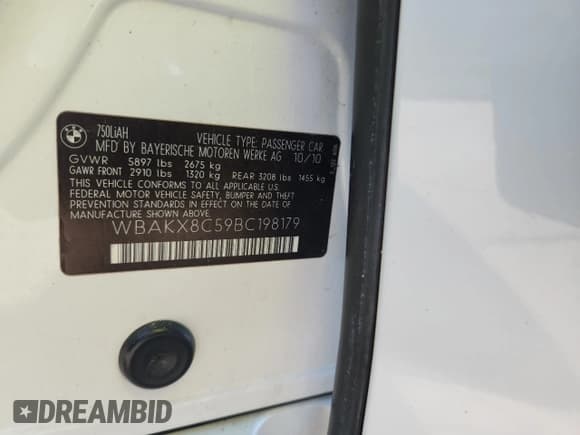 BMW
750LiAH VEHICLE TYPE: PASSENGER CAR
MFD BY BAYERISCHE MOTOREN WERKE AG 10/10
GVWR 5897 lbs 2675 kg
GAWR FRONT 2910 lbs 1320 kg REAR 3208 lbs 1455 kg
THIS VEHICLE CONFORMS TO ALL APPLICABLE
FEDERAL MOTOR VEHICLE SAFETY, BUMPER AND THEFT
PREVENTION STANDARDS IN EFFECT ON THE DATE OF
MANUFACTURE SHOWN ABOVE.
WBAKX8C59BC198179
DREAMBID